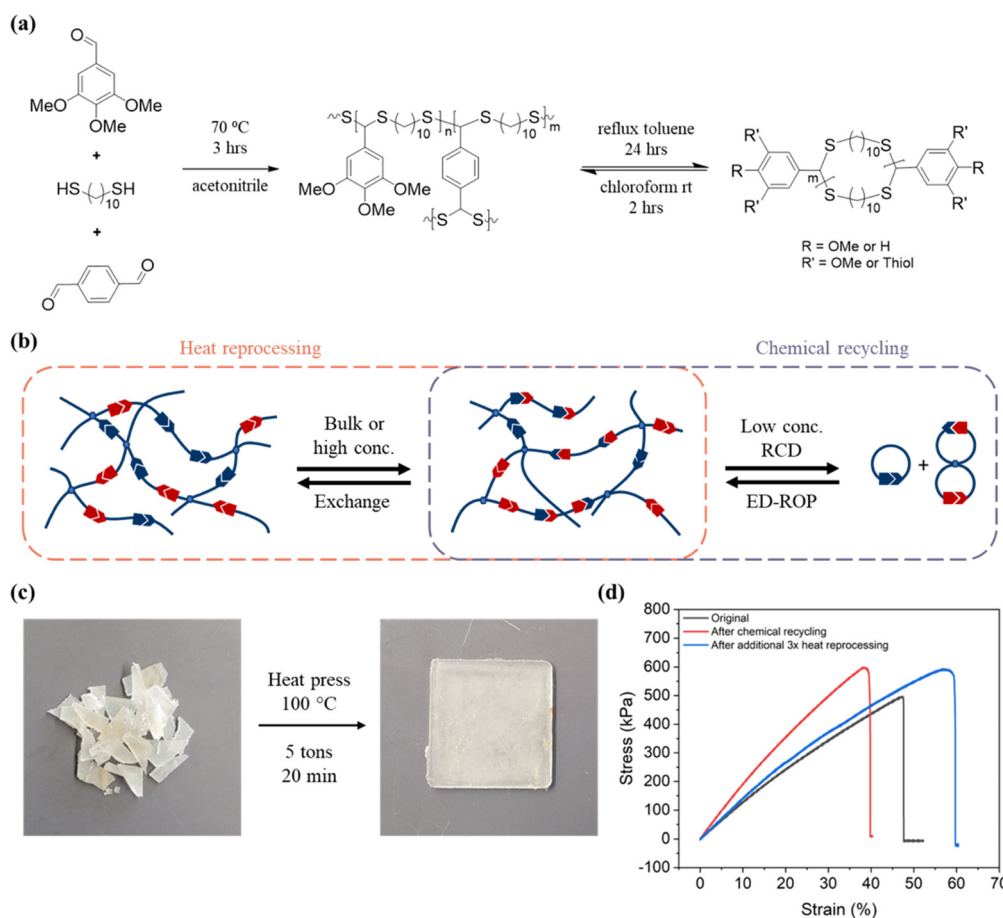 (a)
O
MeO
OMe
OMe
+
HS
SH
10
+
O
O
70 ºC
3 hrs
acetonitrile
S
S
S
S
10
n
10
m
MeO
OMe
OMe
S
S
reflux toluene
24 hrs
chloroform rt
2 hrs
R'
R'
R
R
R'
R'
S
S
10
m
S
S
10
R = OMe or H
R' = OMe or Thiol
(b)
Heat reprocessing
Chemical recycling
Bulk or
high conc.
Exchange
Low conc.
RCD
ED-ROP
+
(c)
Heat press
100 °C
5 tons
20 min
(d)
Original
After chemical recycling
After additional 3x heat reprocessing
Stress (kPa)
800
700
600
500
400
300
200
100
0
-100
0 10 20 30 40 50 60 70
Strain (%)